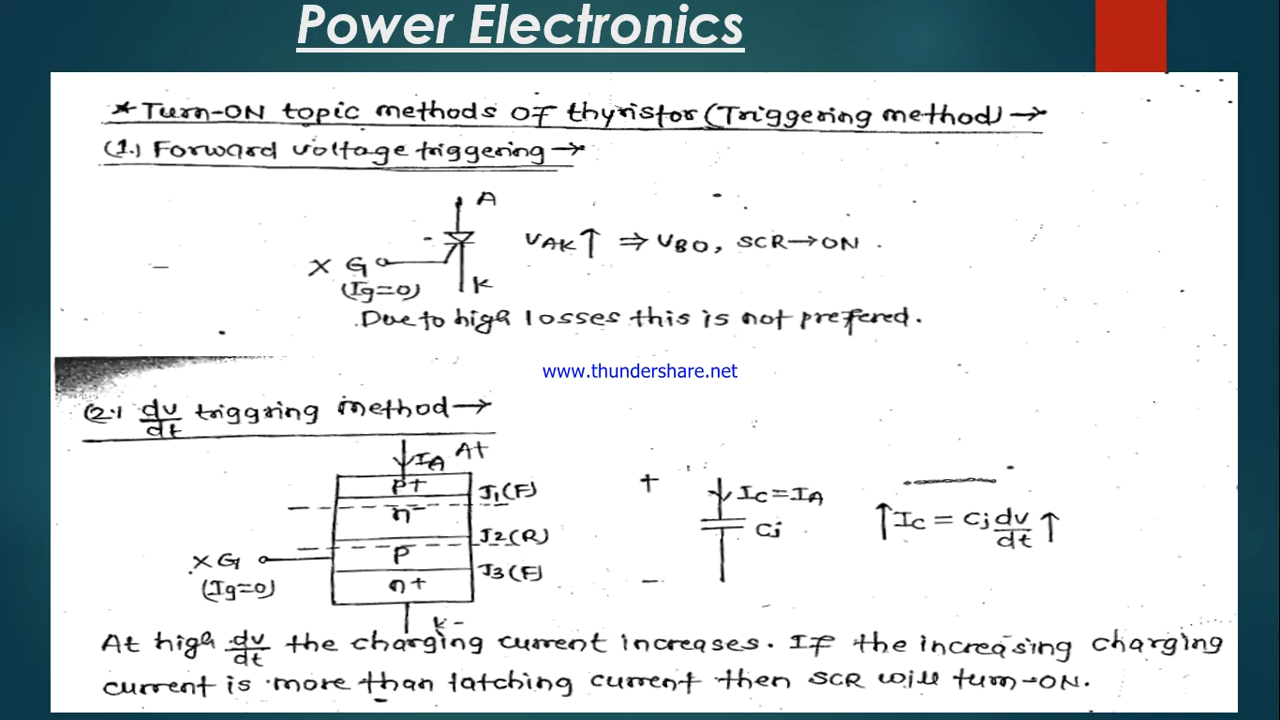 Power Electronics
* Turn-ON topic methods OF thyristor (Triggering method) →
(1.) Forward voltage triggering →
A
VAK ↑ ⇒ VBO, SCR → ON .
X G
(Ig=0)
K
Due to high losses this is not prefered.
www.thundershare.net
(2.) dv/dt triggring method →
IA A+
P+
J1(F)
n-
J2(R)
P
J3(F)
n+
X G
(Ig=0)
K-
+
Ic = IA
Cj
-
↑ Ic = Cj dv/dt ↑
At high dv/dt the charging current increases. If the increasing charging
current is more than latching current then SCR will turn-ON.